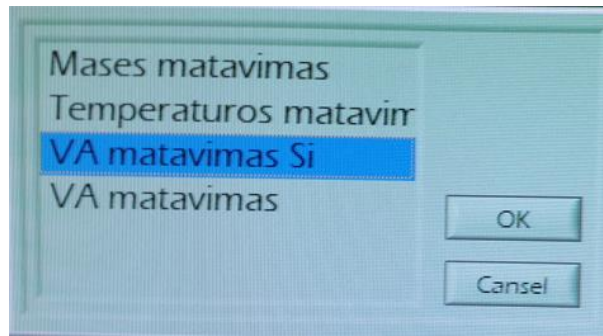 Mases matavimas
Temperaturos matavim
VA matavimas Si
VA matavimas
OK
Cansel